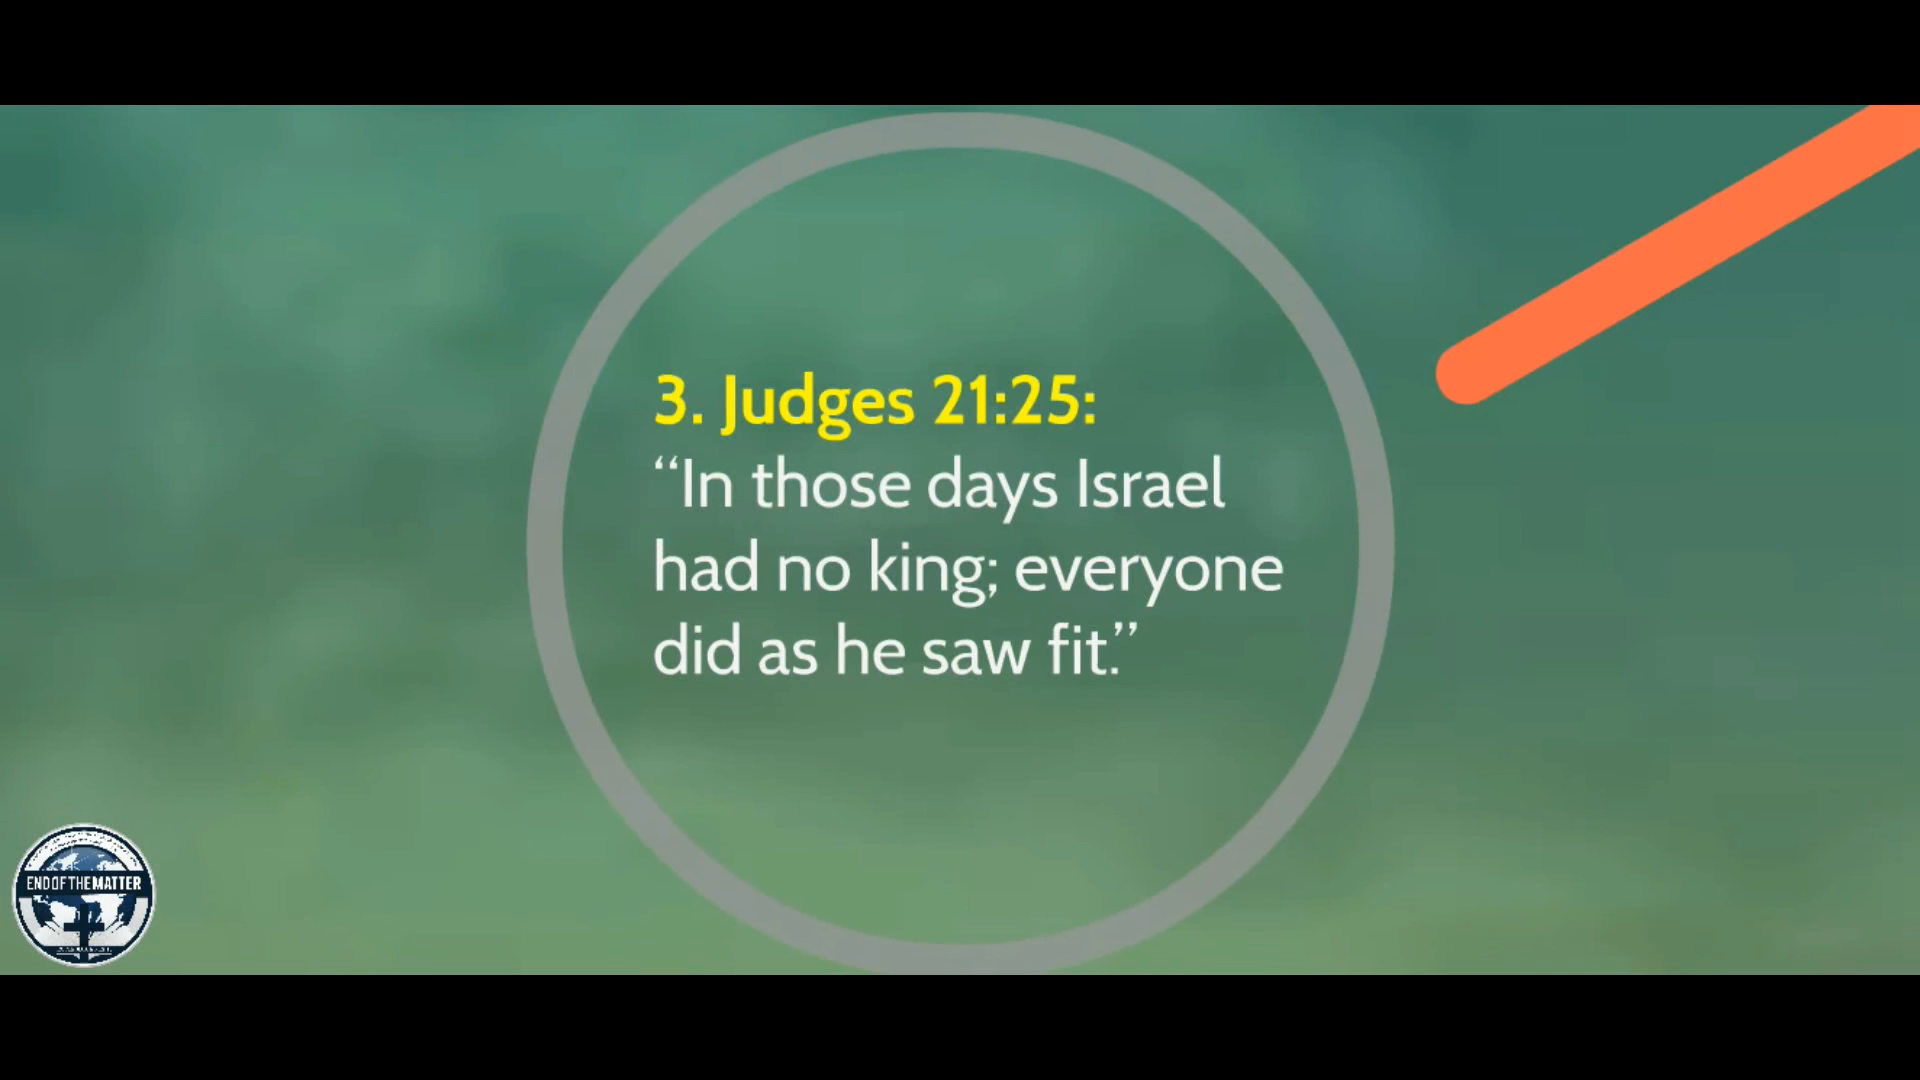 3. Judges 21:25:
“In those days Israel
had no king; everyone
did as he saw fit.”
ENDOFTHEMATTER